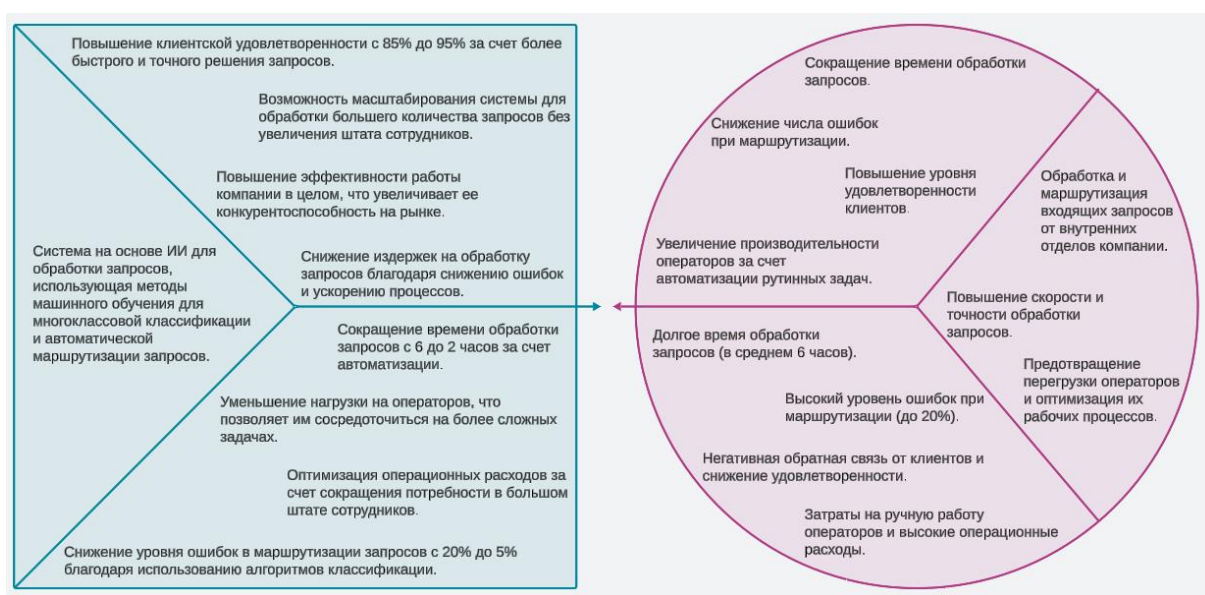 Повышение клиентской удовлетворенности с 85% до 95% за счет более
быстрого и точного решения запросов.
Возможность масштабирования системы для
обработки большего количества запросов без
увеличения штата сотрудников.
Повышение эффективности работы
компании в целом, что увеличивает ее
конкурентоспособность на рынке.
Система на основе ИИ для
обработки запросов,
использующая методы
машинного обучения для
многоклассовой классификации
и автоматической
маршрутизации запросов.
Снижение издержек на обработку
запросов благодаря снижению ошибок
и ускорению процессов.
Сокращение времени обработки
запросов с 6 до 2 часов за счет
автоматизации.
Уменьшение нагрузки на операторов, что
позволяет им сосредоточиться на более сложных
задачах.
Оптимизация операционных расходов за
счет сокращения потребности в большом
штате сотрудников.
Снижение уровня ошибок в маршрутизации запросов с 20% до 5%
благодаря использованию алгоритмов классификации.
Сокращение времени обработки
запросов.
Снижение числа ошибок
при маршрутизации.
Повышение уровня
удовлетворенности
клиентов.
Увеличение производительности
операторов за счет
автоматизации рутинных задач.
Обработка и
маршрутизация
входящих запросов
от внутренних
отделов компании.
Повышение скорости и
точности обработки
запросов.
Предотвращение
перегрузки операторов
и оптимизация их
рабочих процессов.
Долгое время обработки
запросов (в среднем 6 часов).
Высокий уровень ошибок при
маршрутизации (до 20%).
Негативная обратная связь от клиентов и
снижение удовлетворенности.
Затраты на ручную работу
операторов и высокие операционные
расходы.